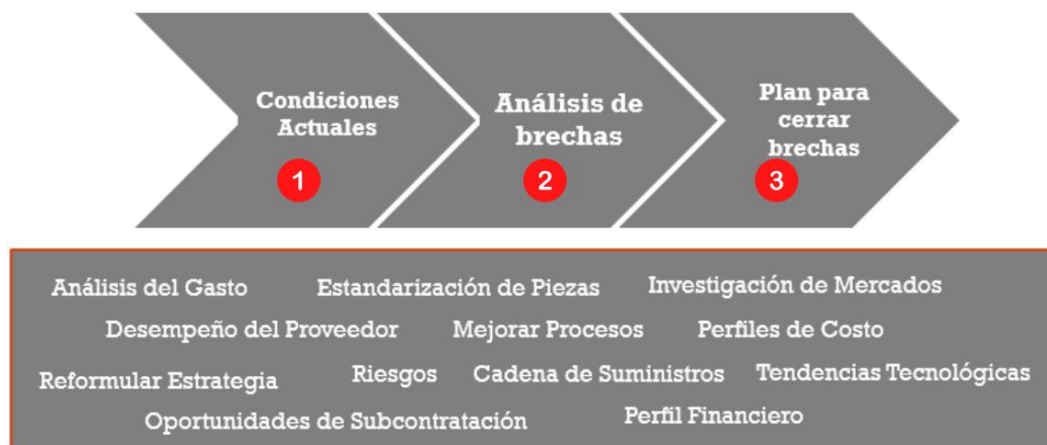 Condiciones
Actuales
1
Análisis de
brechas
2
Plan para
cerrar
brechas
3
Análisis del Gasto Estandarización de Piezas Investigación de Mercados
Desempeño del Proveedor Mejorar Procesos Perfiles de Costo
Reformular Estrategia Riesgos Cadena de Suministros Tendencias Tecnológicas
Oportunidades de Subcontratación Perfil Financiero